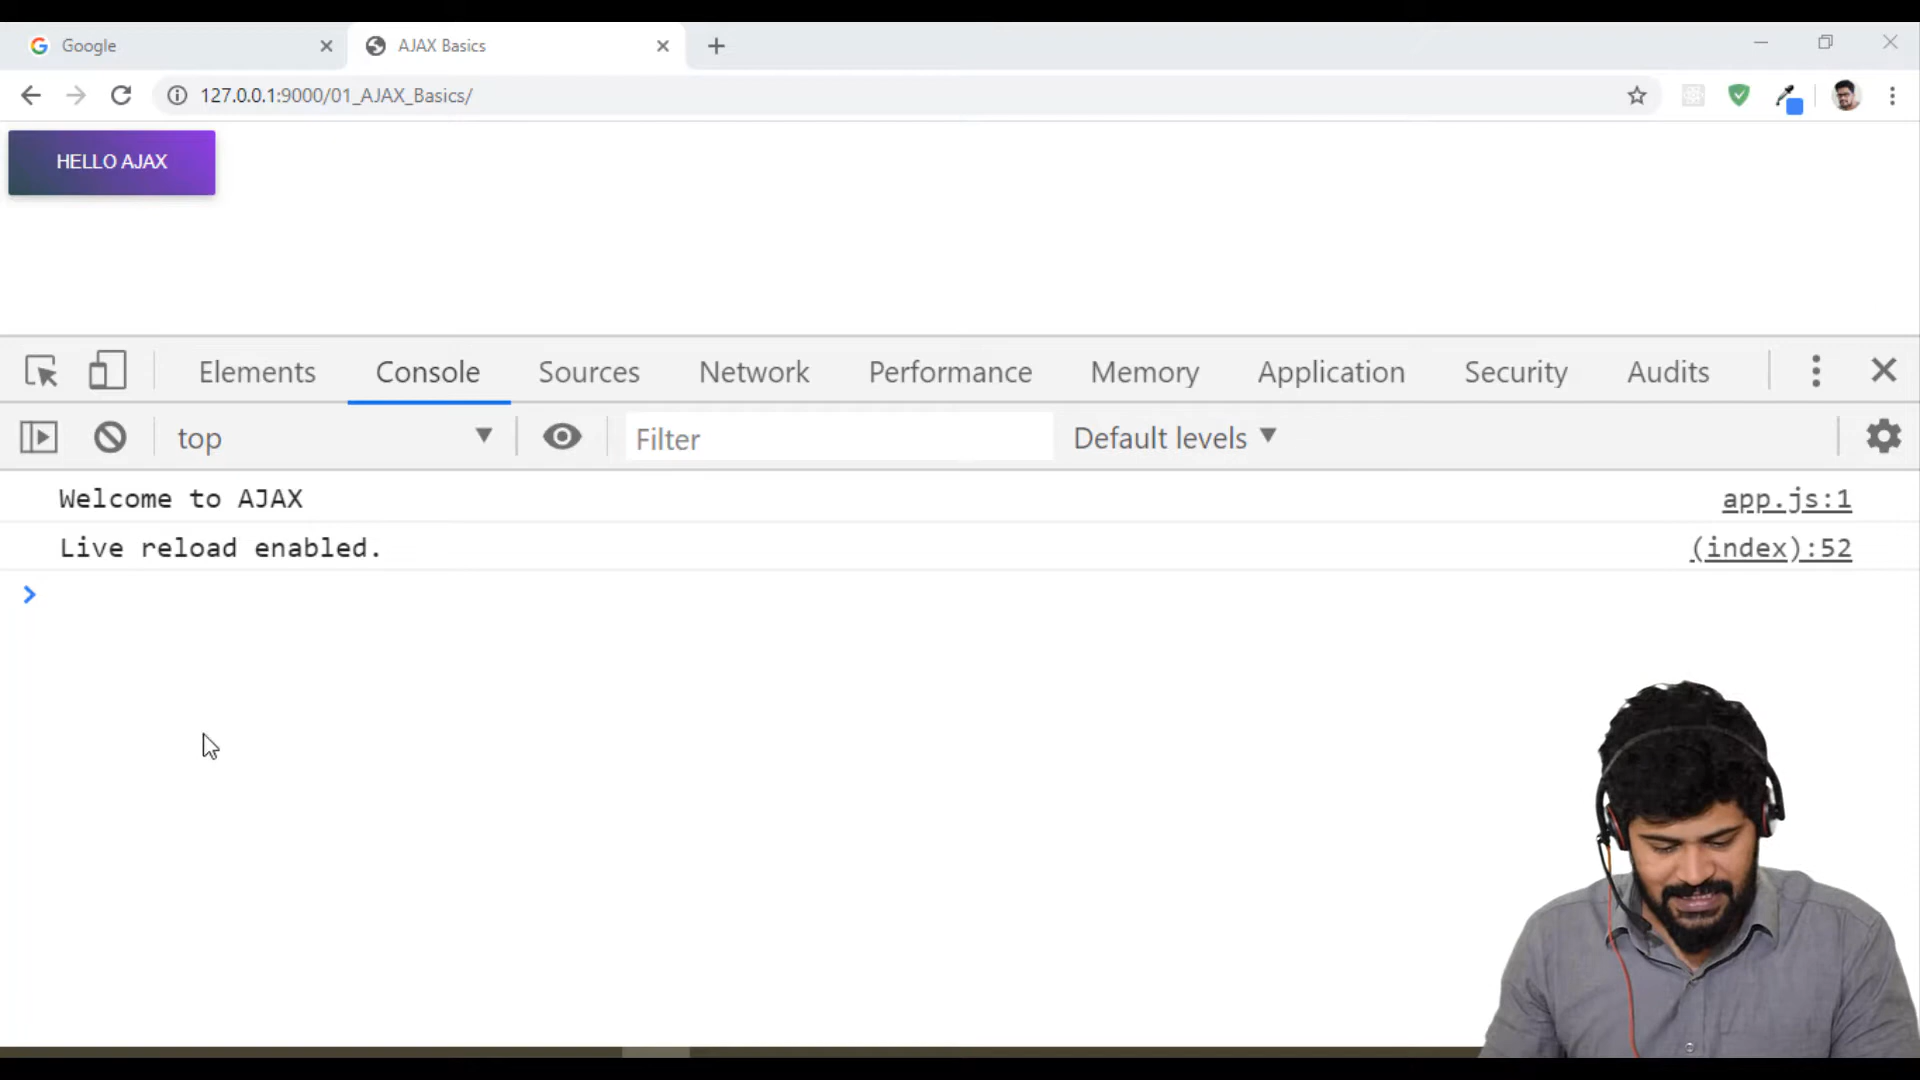 Google
AJAX Basics
127.0.0.1:9000/01_AJAX_Basics/
HELLO AJAX
Elements Console Sources Network Performance Memory Application Security Audits
top Filter Default levels
Welcome to AJAX app.js:1
Live reload enabled. (index):52